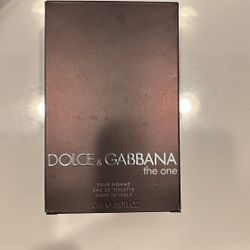 DOLCE & GABBANA
the one
POUR HOMME
EAU DE TOILETTE
MADE IN ITALY